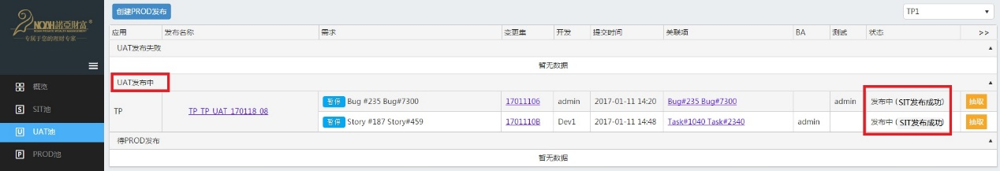 NOAH諾亞財富®
NOAH PRIVATE WEALTH MANAGEMENT
专属于您的理财专家
概览
SIT池
UAT池
PROD池
创建PROD发布
TP1
应用 发布名称 需求 变更集 开发 提交时间 关联项 BA 测试 状态 >>
UAT发布失败
暂无数据
UAT发布中
TP TP_TP_UAT_170118_08
暂停 Bug #235 Bug#7300 17011106 admin 2017-01-11 14:20 Bug#235 Bug#7300 admin 发布中 (SIT发布成功) 抽取
暂停 Story #187 Story#459 1701110B Dev1 2017-01-11 14:48 Task#1040 Task#2340 admin 发布中 (SIT发布成功) 抽取
待PROD发布
暂无数据